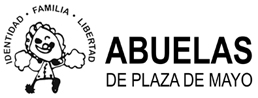 IDENTIDAD · FAMILIA · LIBERTAD
ABUELAS
DE PLAZA DE MAYO